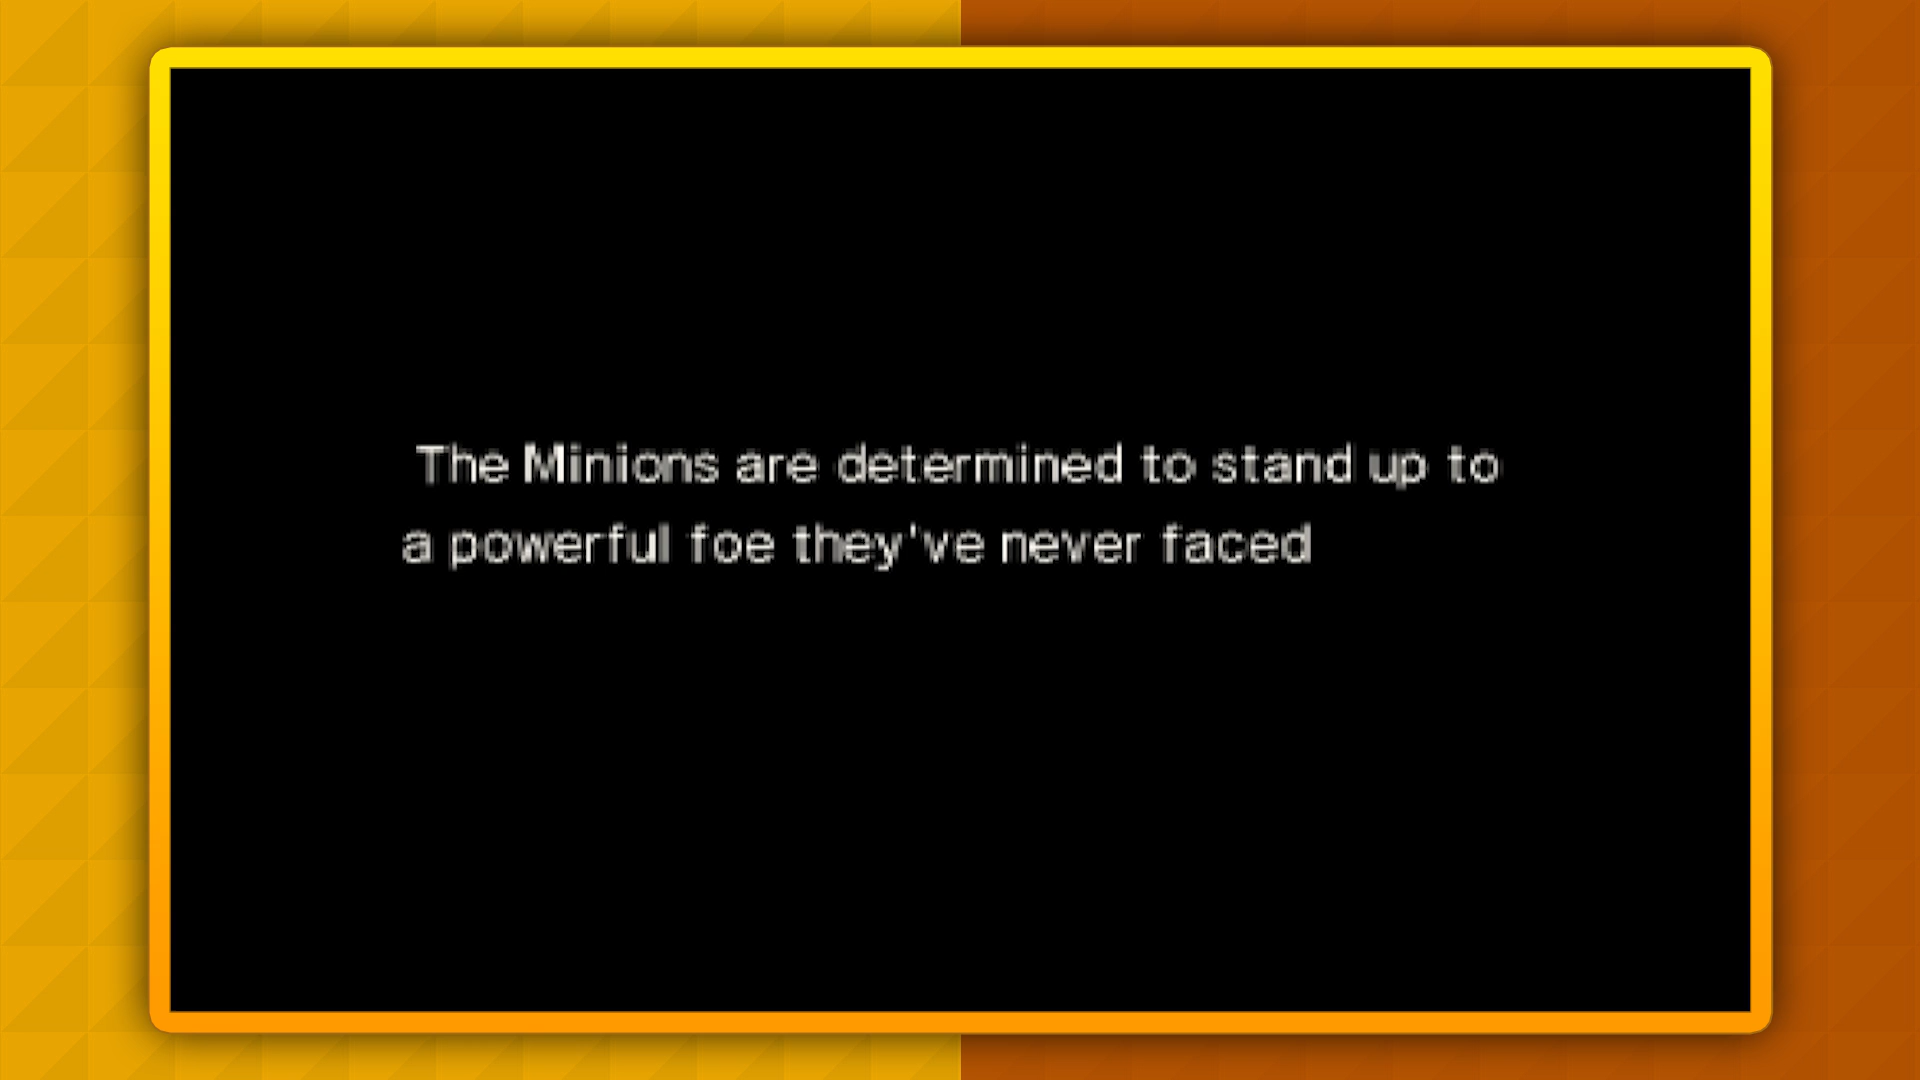 The Minions are determined to stand up to
a powerful foe they've never faced